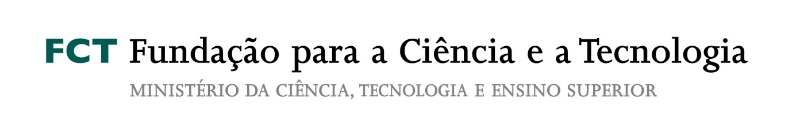 FCT Fundação para a Ciência e a Tecnologia
MINISTÉRIO DA CIÊNCIA, TECNOLOGIA E ENSINO SUPERIOR